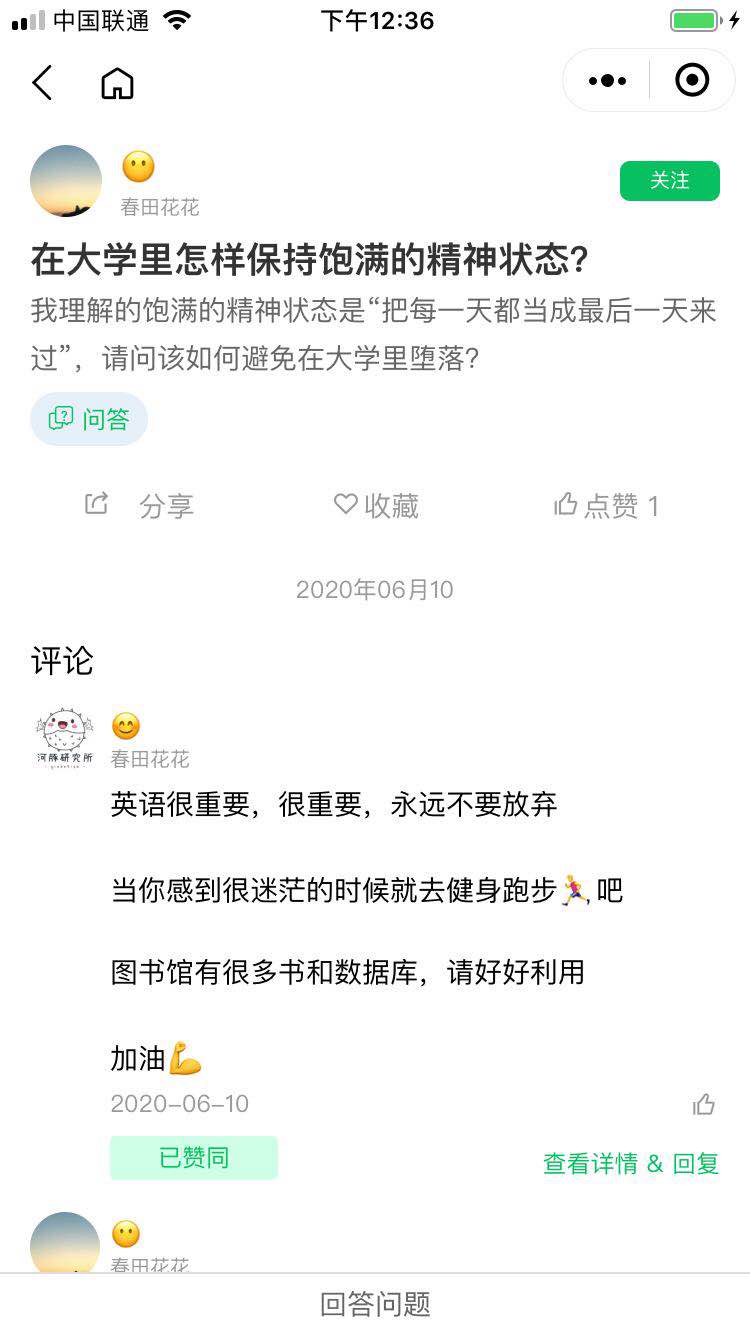 中国联通
下午12:36
春田花花
关注
在大学里怎样保持饱满的精神状态?
我理解的饱满的精神状态是“把每一天都当成最后一天来
过”，请问该如何避免在大学里堕落?
问答
分享
收藏
点赞 1
2020年06月10
评论
河豚研究所
春田花花
英语很重要，很重要，永远不要放弃
当你感到很迷茫的时候就去健身跑步🏃‍♀️吧
图书馆有很多书和数据库，请好好利用
加油💪
2020-06-10
已赞同
查看详情 & 回复
春田花花
回答问题